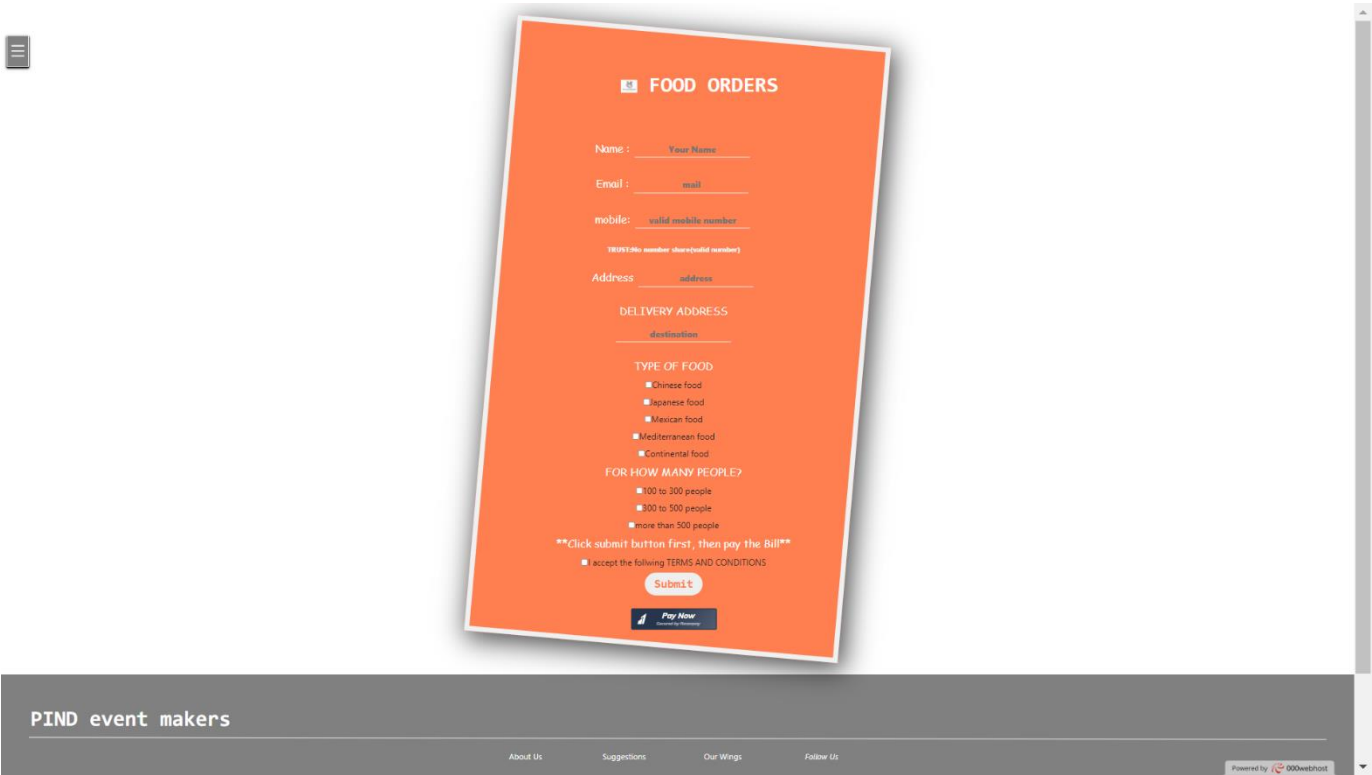 FOOD ORDERS
Name : Your Name
Email : mail
mobile: valid mobile number
TRUST:No number share(valid number)
Address address
DELIVERY ADDRESS
destination
TYPE OF FOOD
Chinese food
Japanese food
Mexican food
Mediterranean food
Continental food
FOR HOW MANY PEOPLE?
100 to 300 people
300 to 500 people
more than 500 people
**Click submit button first, then pay the Bill**
I accept the follwing TERMS AND CONDITIONS
Submit
Pay Now
Secured by Razorpay
PIND event makers
About Us Suggestions Our Wings Follow Us
Powered by 000webhost